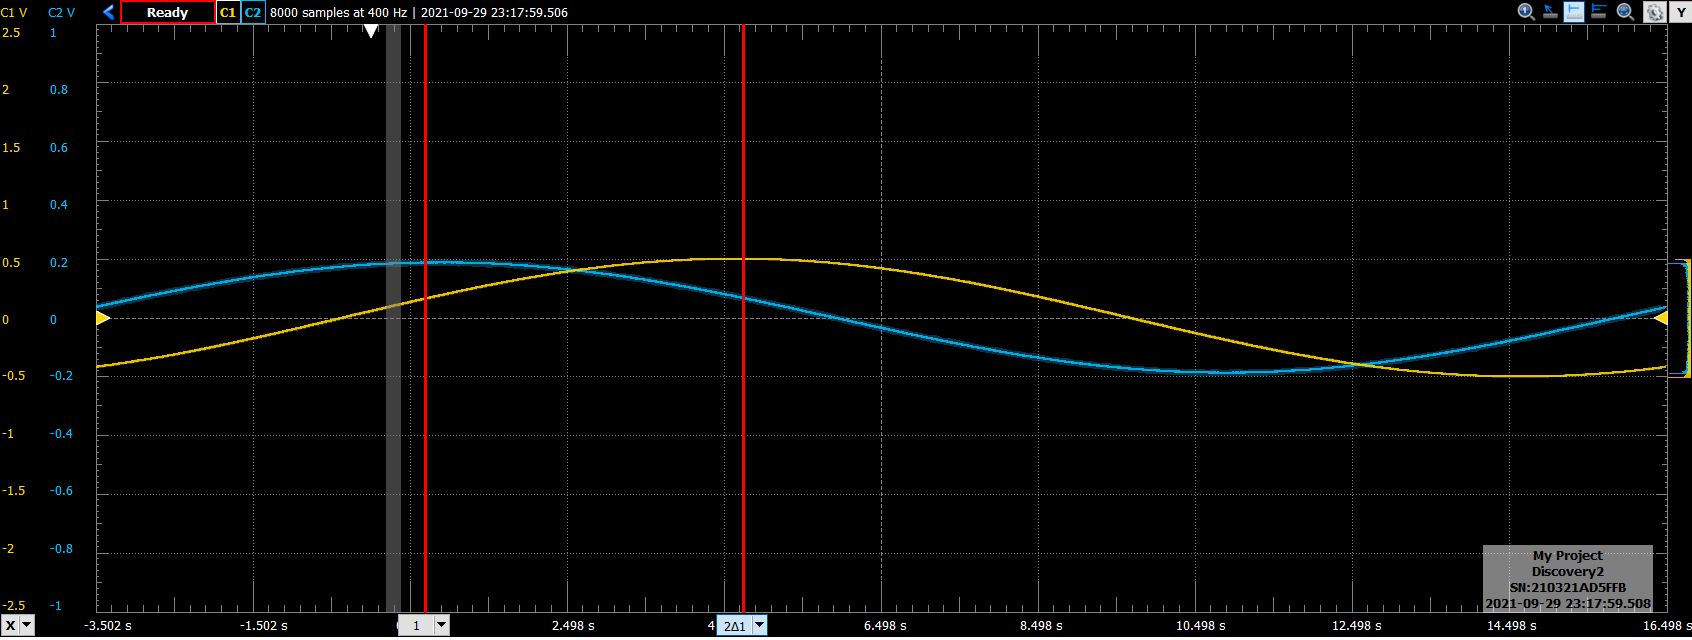 C1 V C2 V Ready C1 C2 8000 samples at 400 Hz | 2021-09-29 23:17:59.506 Y
2.5 1
2 0.8
1.5 0.6
1 0.4
0.5 0.2
0 0
-0.5 -0.2
-1 -0.4
-1.5 -0.6
-2 -0.8
-2.5 -1
My Project
Discovery2
SN:210321AD5FFB
2021-09-29 23:17:59.508
X -3.502 s -1.502 s 1 2.498 s 4 2Δ1 6.498 s 8.498 s 10.498 s 12.498 s 14.498 s 16.498 s